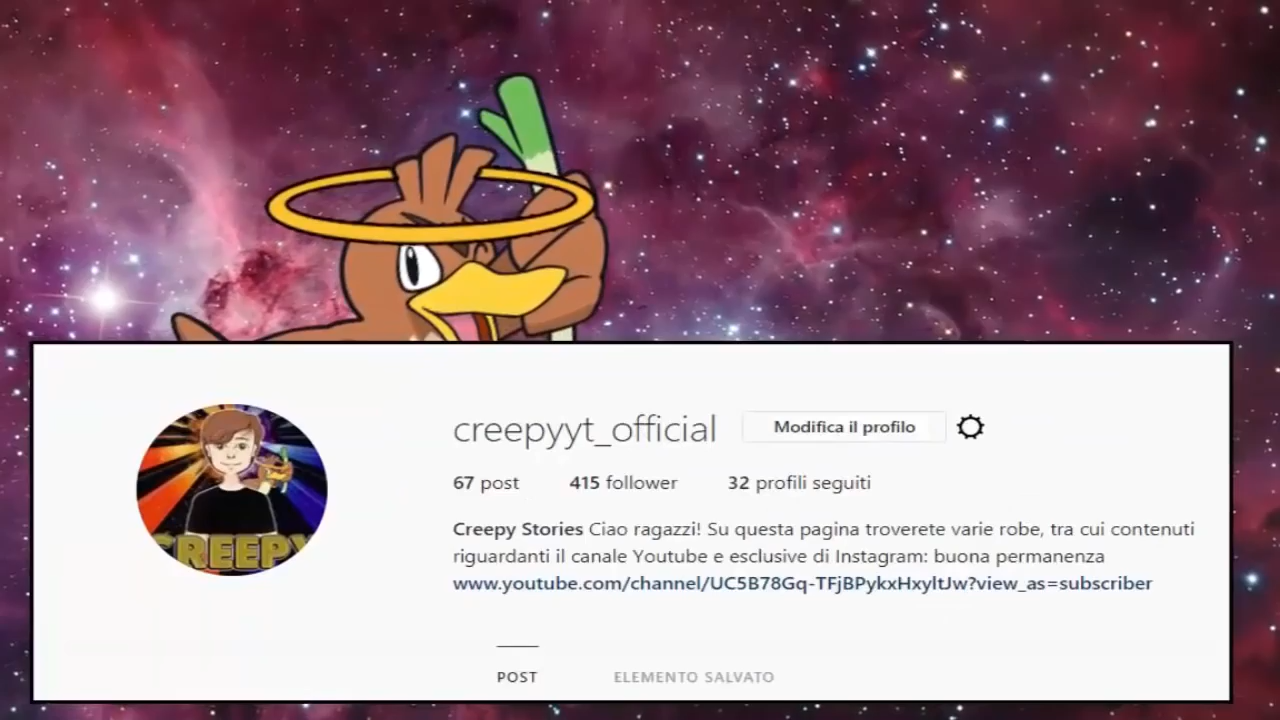 creepyyt_official Modifica il profilo
67 post 415 follower 32 profili seguiti
Creepy Stories Ciao ragazzi! Su questa pagina troverete varie robe, tra cui contenuti
riguardanti il canale Youtube e esclusive di Instagram: buona permanenza
www.youtube.com/channel/UC5B78Gq-TFjBPykxHxyltJw?view_as=subscriber
CREEPY
POST ELEMENTO SALVATO